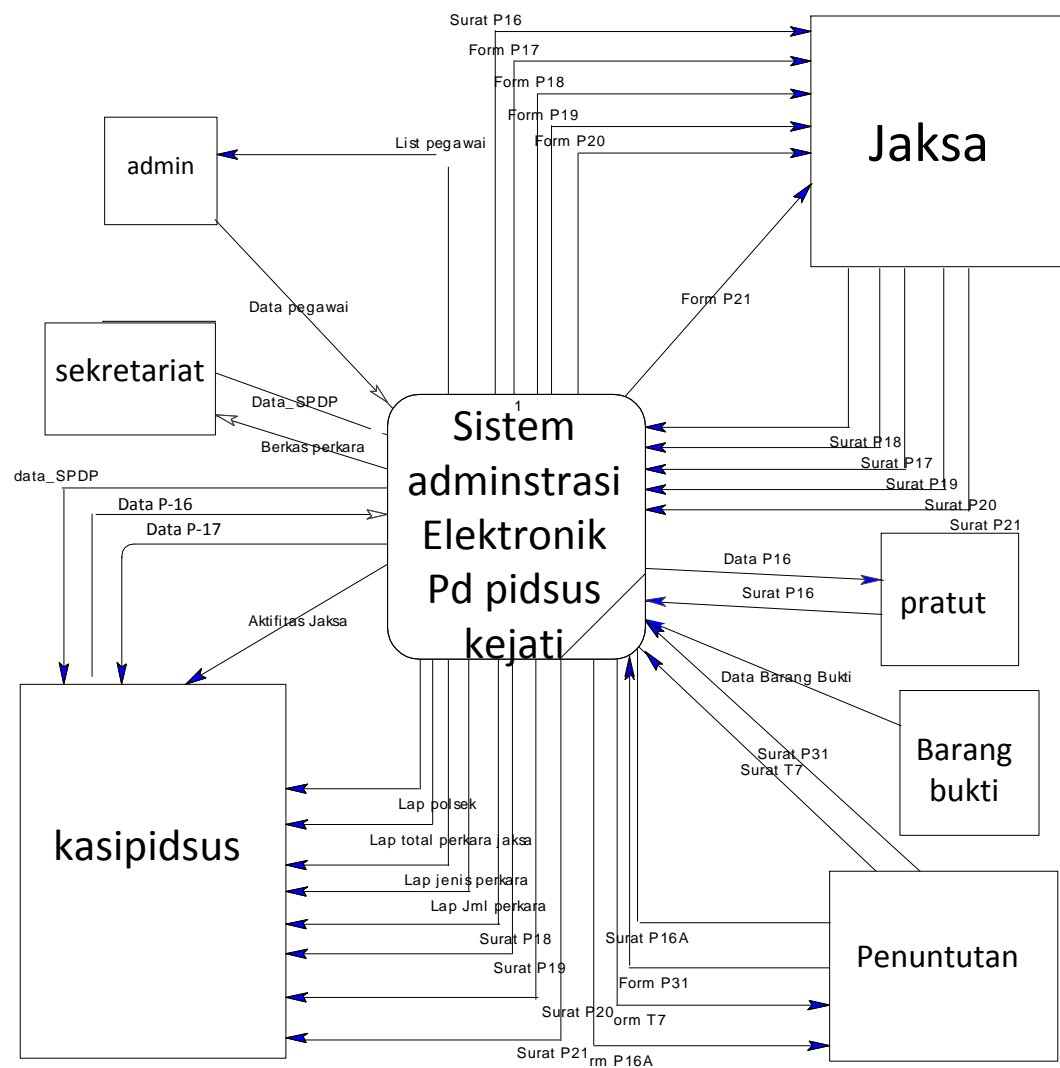 Surat P16
Form P17
Form P18
Form P19
Form P20
List pegawai
admin
Jaksa
Data pegawai
Form P21
sekretariat
Data_SPDP
Berkas perkara
1
Sistem
adminstrasi
Elektronik
Pd pidsus
kejati
Surat P18
Surat P17
Surat P19
Surat P20
Surat P21
data_SPDP
Data P-16
Data P-17
Aktifitas Jaksa
Data P16
Surat P16
pratut
Data Barang Bukti
Barang
bukti
Surat P31
Surat T7
kasipidsus
Lap polsek
Lap total perkara jaksa
Lap jenis perkara
Lap Jml perkara
Surat P18
Surat P19
Surat P20
Surat P21
Surat P16A
Form P31
orm T7
rm P16A
Penuntutan